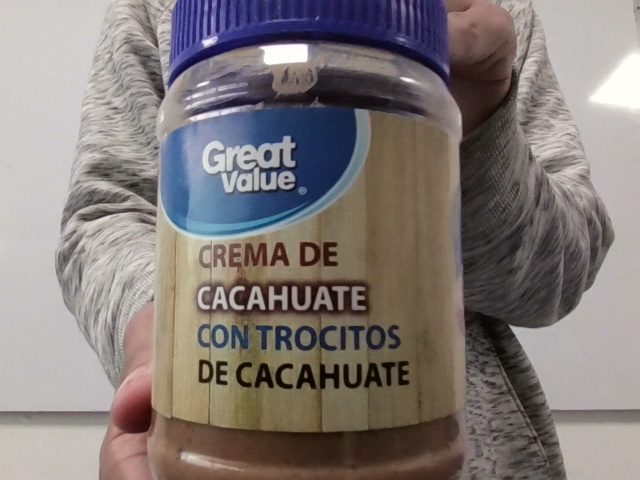 Great
Value®
CREMA DE
CACAHUATE
CON TROCITOS
DE CACAHUATE